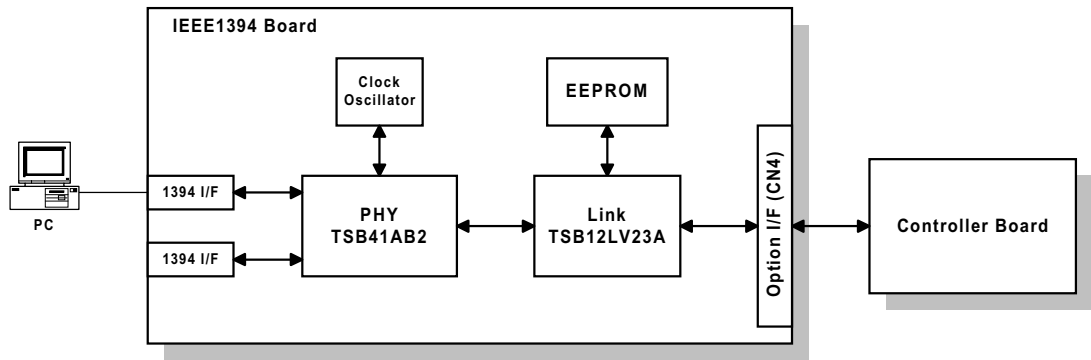 IEEE1394 Board
Clock
Oscillator
EEPROM
PC
1394 I/F
1394 I/F
PHY
TSB41AB2
Link
TSB12LV23A
Option I/F (CN4)
Controller Board